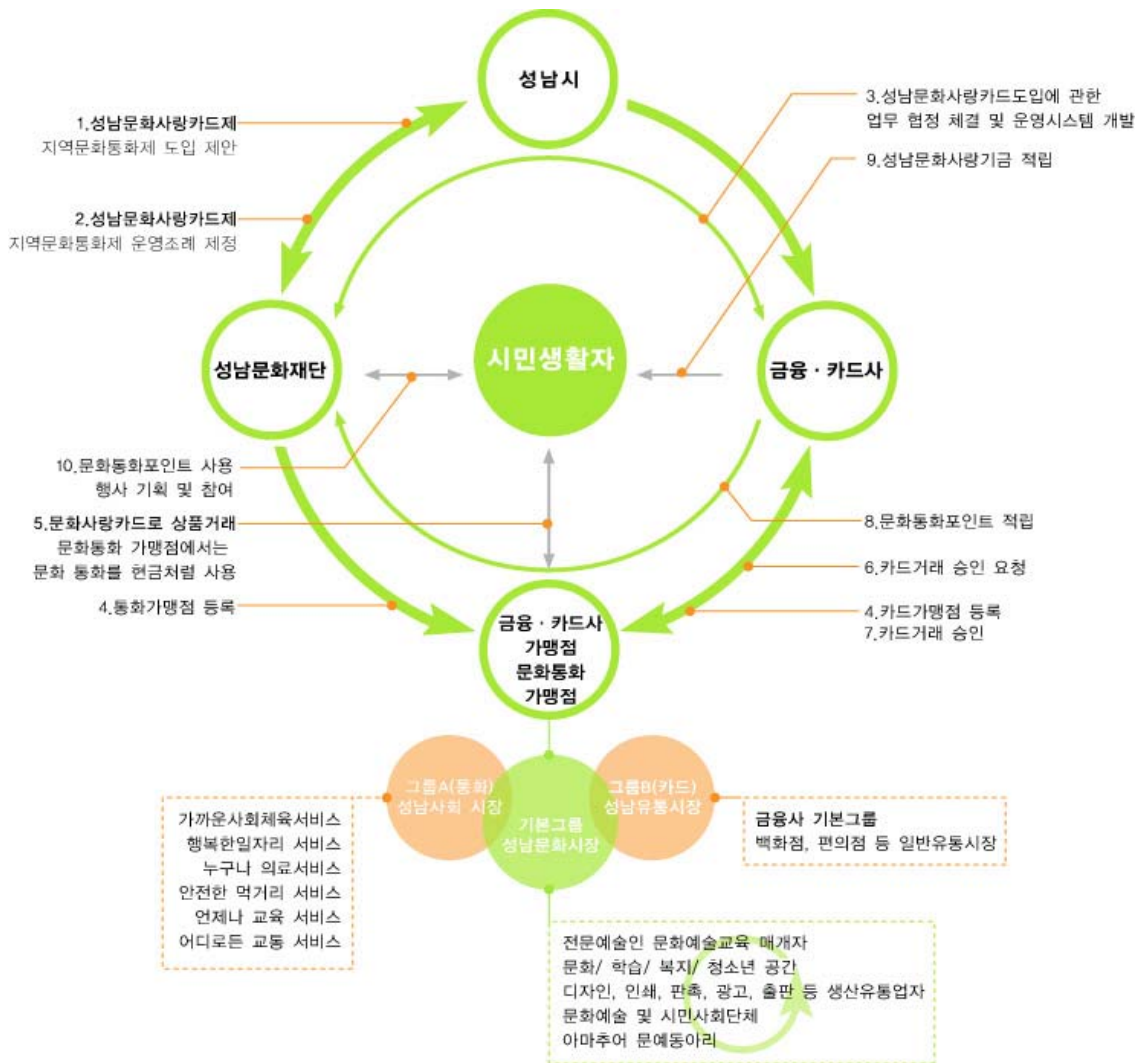 성남시
1.성남문화사랑카드제
지역문화통화제 도입 제안
2.성남문화사랑카드제
지역문화통화제 운영조례 제정
3.성남문화사랑카드도입에 관한
업무 협정 체결 및 운영시스템 개발
9.성남문화사랑기금 적립
성남문화재단
시민생활자
금융 · 카드사
10.문화통화포인트 사용
행사 기획 및 참여
5.문화사랑카드로 상품거래
문화통화 가맹점에서는
문화 통화를 현금처럼 사용
4.통화가맹점 등록
8.문화통화포인트 적립
6.카드거래 승인 요청
4.카드가맹점 등록
7.카드거래 승인
금융 · 카드사
가맹점
문화통화
가맹점
그룹A(통화)
성남사회 시장
기본그룹
성남문화시장
그룹B(카드)
성남유통시장
가까운사회체육서비스
행복한일자리 서비스
누구나 의료서비스
안전한 먹거리 서비스
언제나 교육 서비스
어디로든 교통 서비스
금융사 기본그룹
백화점, 편의점 등 일반유통시장
전문예술인 문화예술교육 매개자
문화/ 학습/ 복지/ 청소년 공간
디자인, 인쇄, 판촉, 광고, 출판 등 생산유통업자
문화예술 및 시민사회단체
아마추어 문예동아리